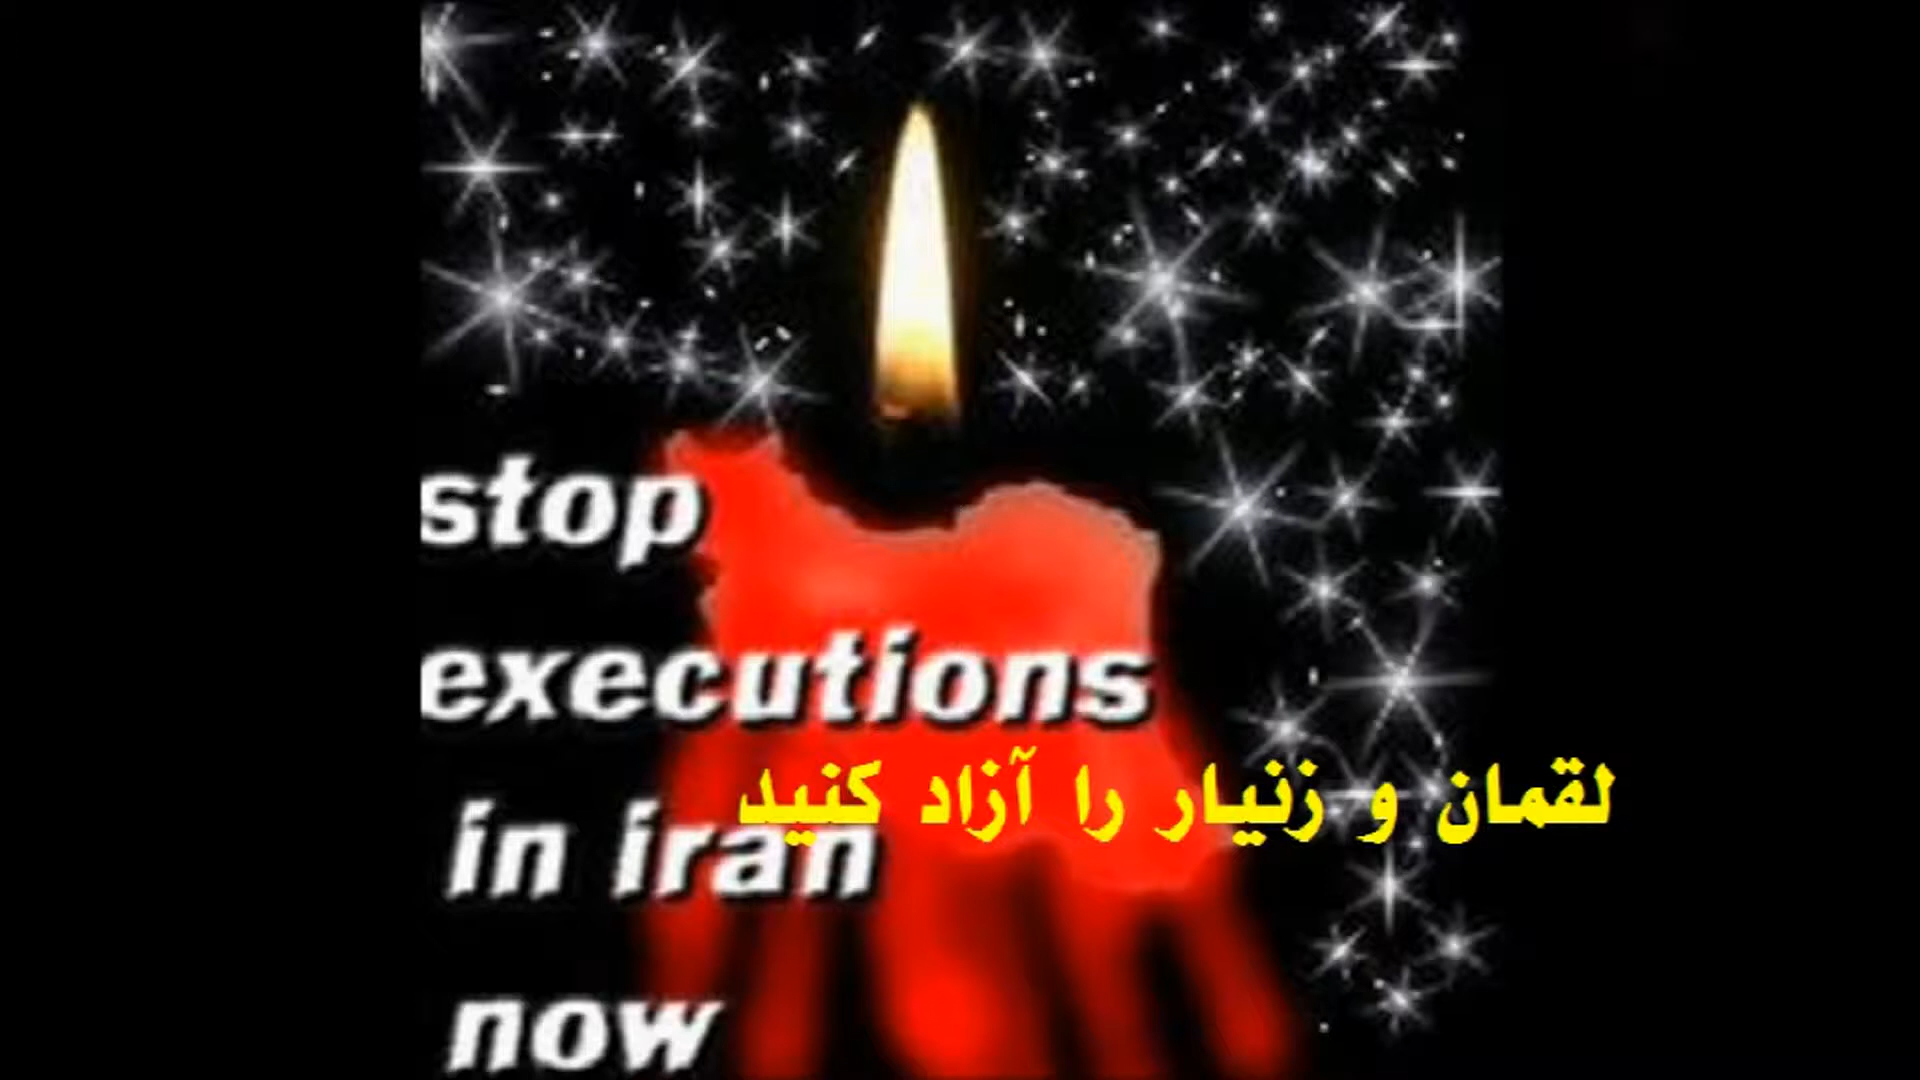 stop
executions
in iran
now
لقمان و زنیار را آزاد کنید